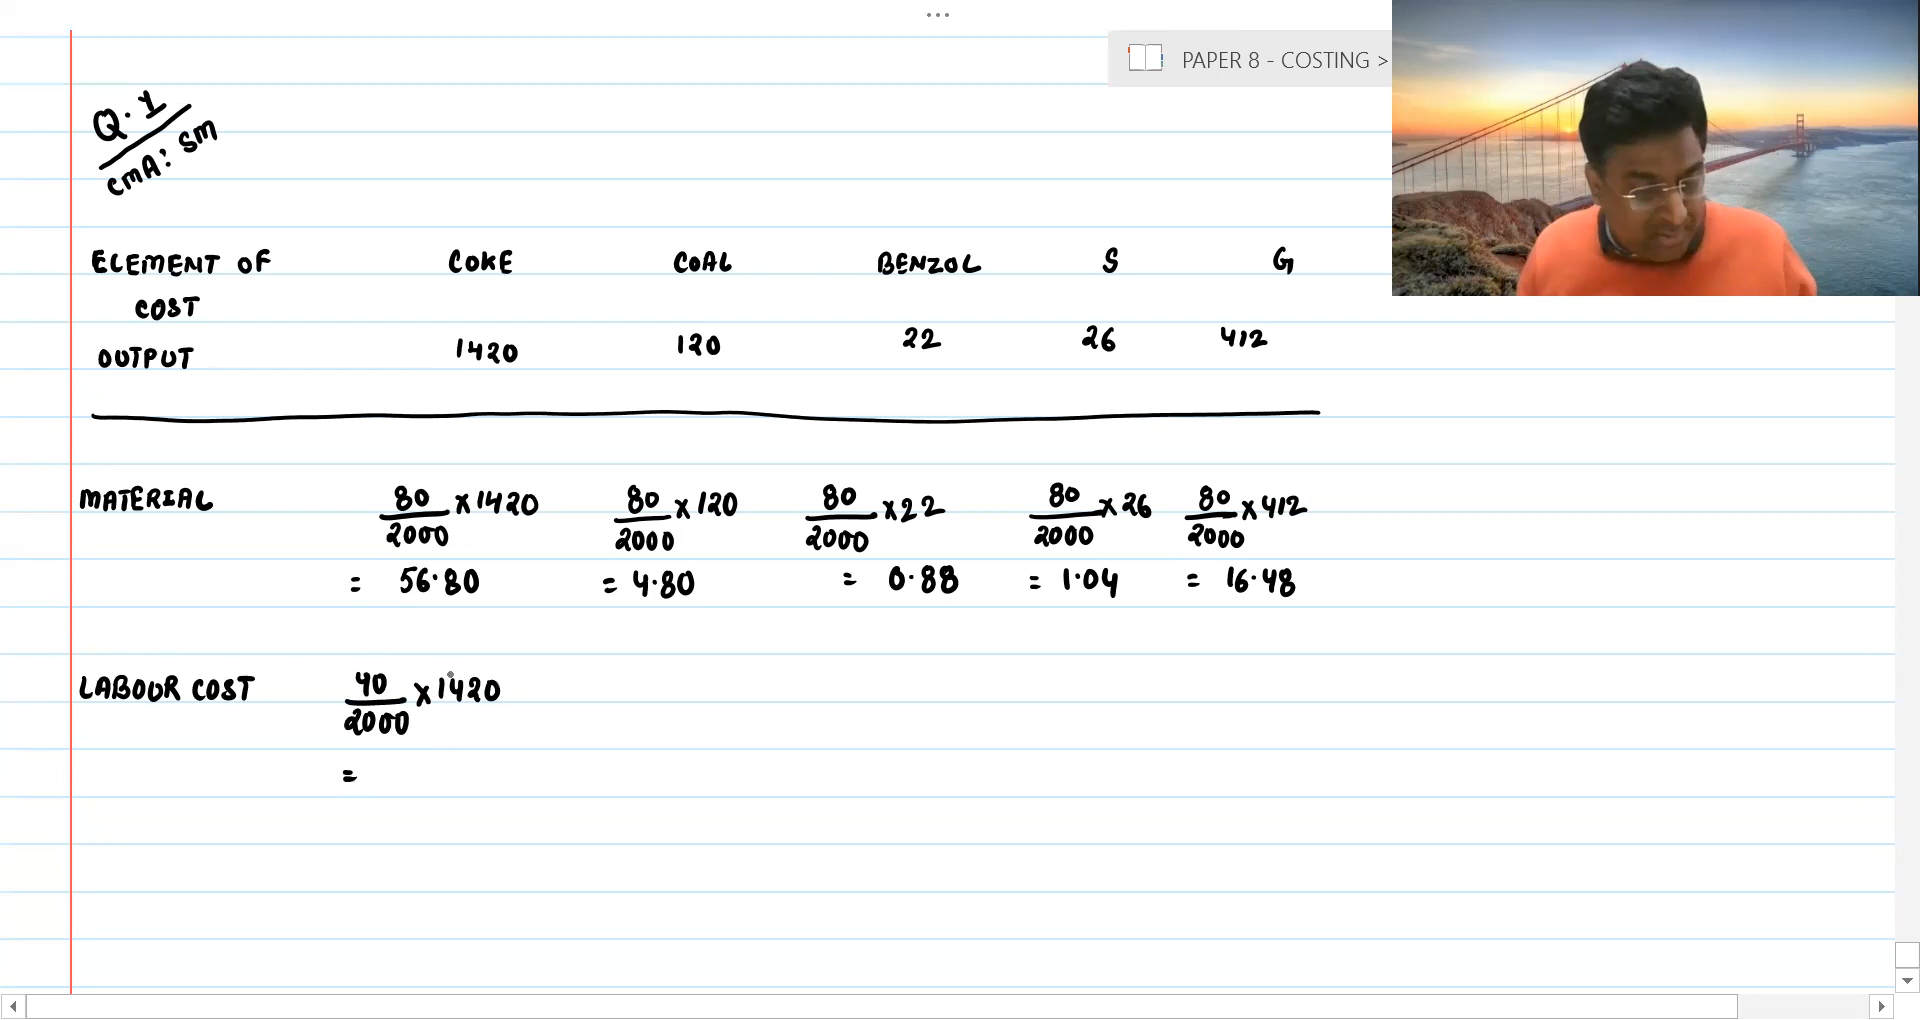 PAPER 8 - COSTING >
Q.1
CMA: SM
ELEMENT OF COKE COAL BENZOL S G
COST
OUTPUT 1420 120 22 26 412
MATERIAL 80/2000 x 1420 80/2000 x 120 80/2000 x 22 80/2000 x 26 80/2000 x 412
= 56.80 = 4.80 = 0.88 = 1.04 = 16.48
LABOUR COST 40/2000 x 1420
=